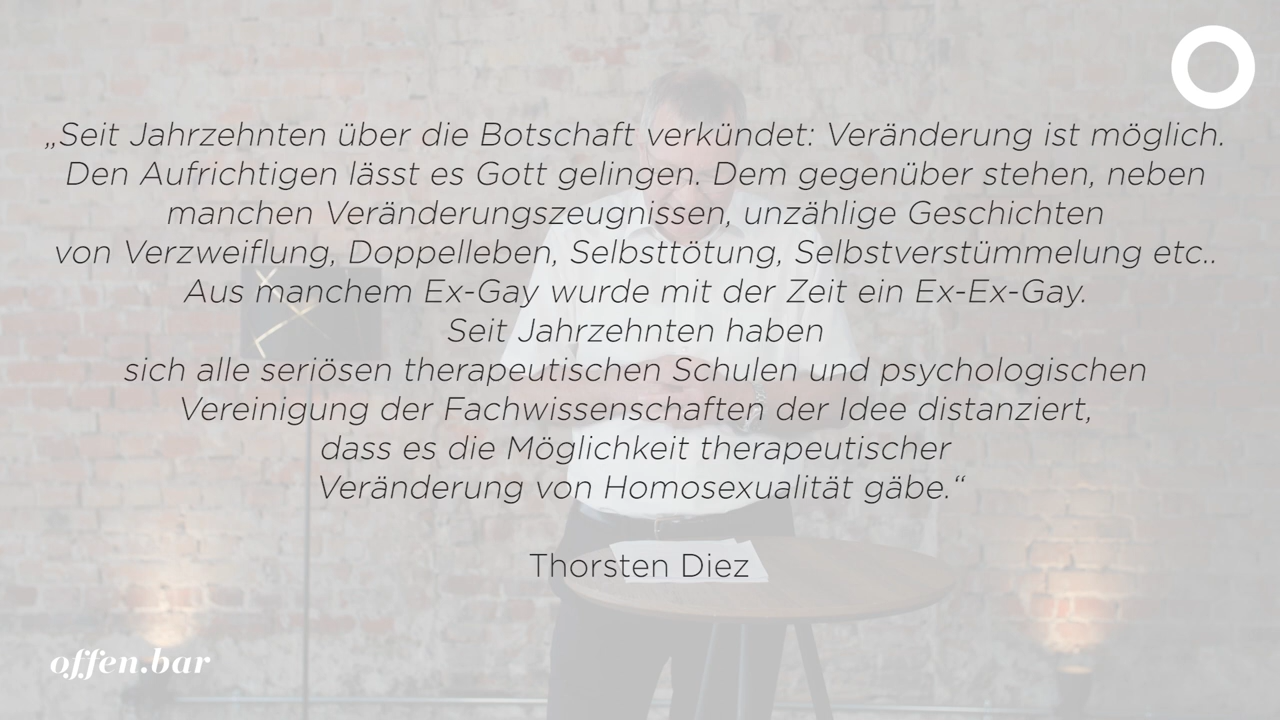 „Seit Jahrzehnten über die Botschaft verkündet: Veränderung ist möglich.
Den Aufrichtigen lässt es Gott gelingen. Dem gegenüber stehen, neben
manchen Veränderungszeugnissen, unzählige Geschichten
von Verzweiflung, Doppelleben, Selbsttötung, Selbstverstümmelung etc..
Aus manchem Ex-Gay wurde mit der Zeit ein Ex-Ex-Gay.
Seit Jahrzehnten haben
sich alle seriösen therapeutischen Schulen und psychologischen
Vereinigung der Fachwissenschaften der Idee distanziert,
dass es die Möglichkeit therapeutischer
Veränderung von Homosexualität gäbe.“
Thorsten Diez
offen.bar